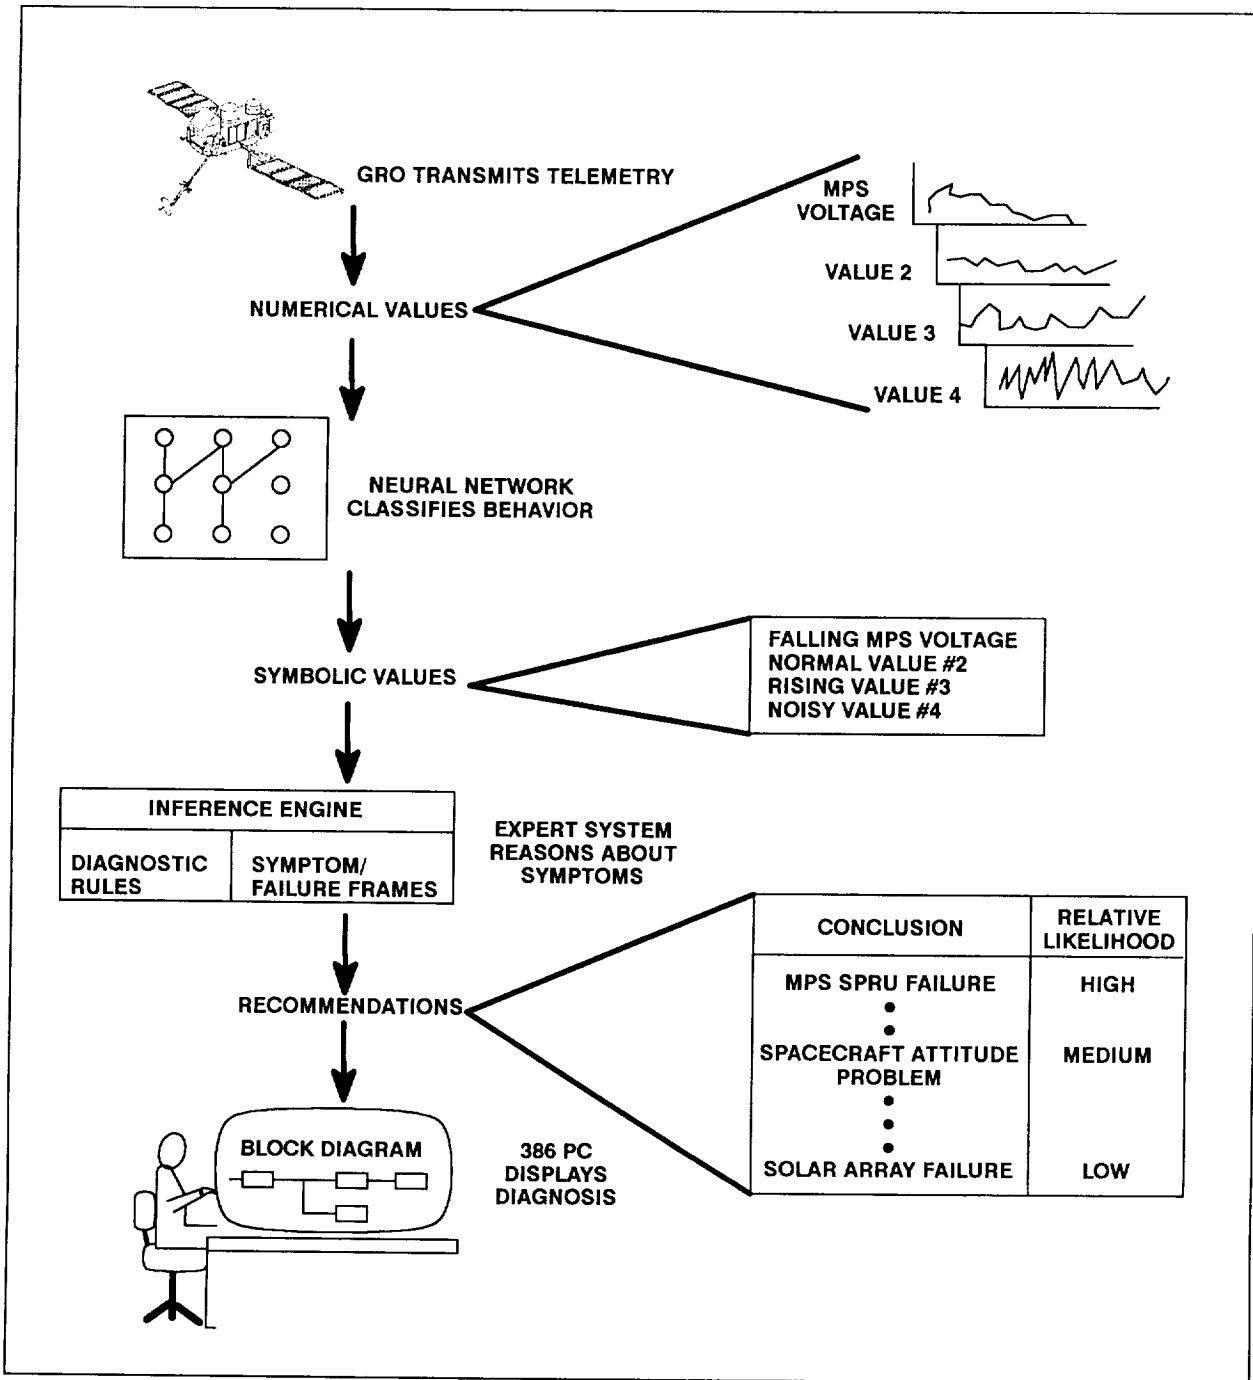 GRO TRANSMITS TELEMETRY
MPS
VOLTAGE
VALUE 2
NUMERICAL VALUES
VALUE 3
VALUE 4
NEURAL NETWORK
CLASSIFIES BEHAVIOR
SYMBOLIC VALUES
FALLING MPS VOLTAGE
NORMAL VALUE #2
RISING VALUE #3
NOISY VALUE #4
INFERENCE ENGINE
DIAGNOSTIC
RULES
SYMPTOM/
FAILURE FRAMES
EXPERT SYSTEM
REASONS ABOUT
SYMPTOMS
RECOMMENDATIONS
CONCLUSION
RELATIVE
LIKELIHOOD
MPS SPRU FAILURE
HIGH
SPACECRAFT ATTITUDE
PROBLEM
MEDIUM
SOLAR ARRAY FAILURE
LOW
BLOCK DIAGRAM
386 PC
DISPLAYS
DIAGNOSIS